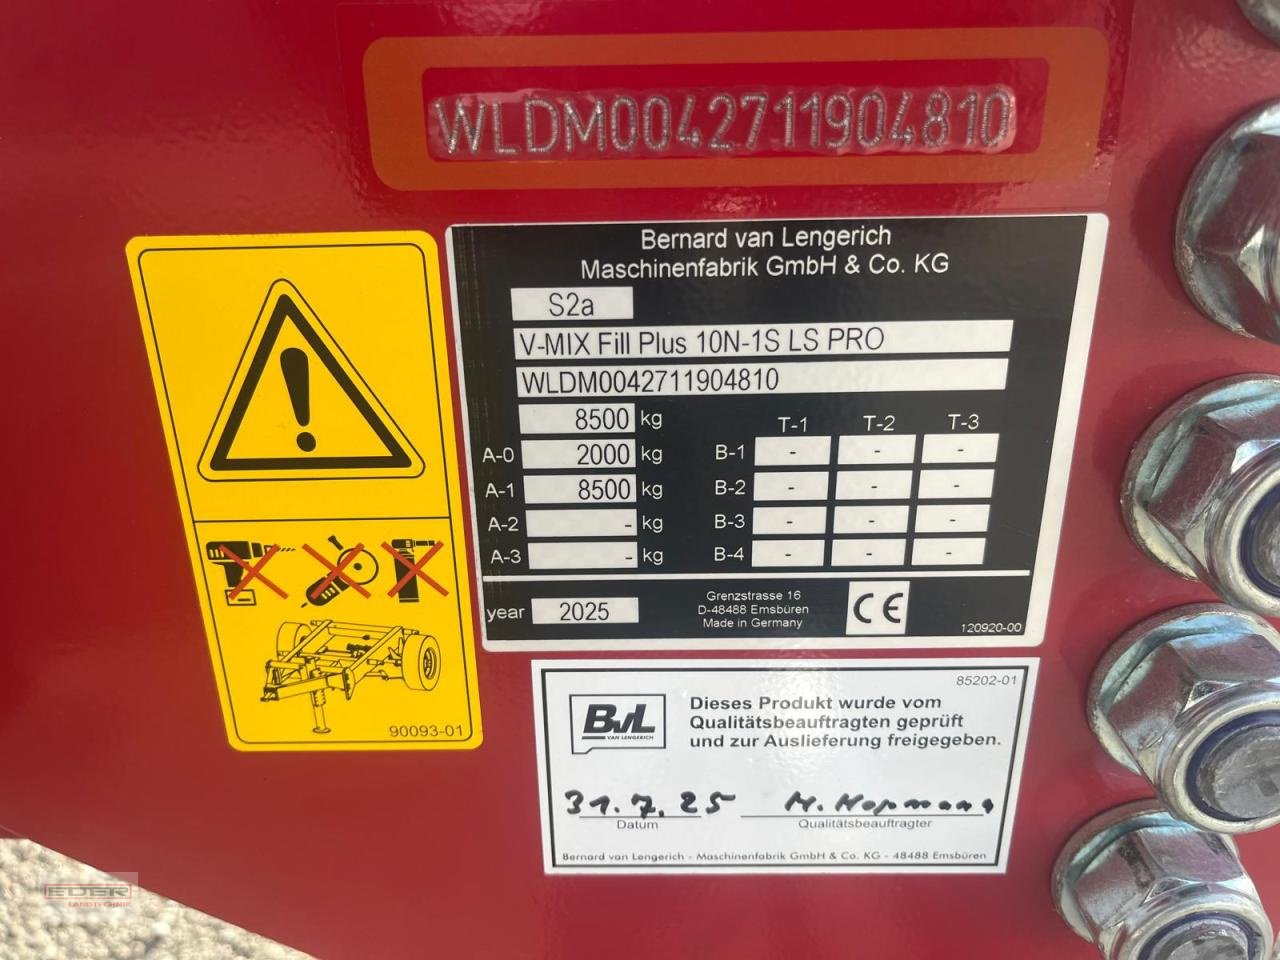 WLDM0042711904810
Bernard van Lengerich
Maschinenfabrik GmbH & Co. KG
S2a
V-MIX Fill Plus 10N-1S LS PRO
WLDM0042711904810
8500 kg
T-1 T-2 T-3
A-0 2000 kg B-1 - - -
A-1 8500 kg B-2 - - -
A-2 - kg B-3 - - -
A-3 - kg B-4 - - -
year 2025
Grenzstrasse 16
D-48488 Emsbüren
Made in Germany
CE
120920-00
90093-01
85202-01
BvL
VAN LENGERICH
Dieses Produkt wurde vom
Qualitätsbeauftragten geprüft
und zur Auslieferung freigegeben.
31.7.25
Datum
Qualitätsbeauftragter
Bernard van Lengerich - Maschinenfabrik GmbH & Co. KG - 48488 Emsbüren
EDER
LANDTECHNIK